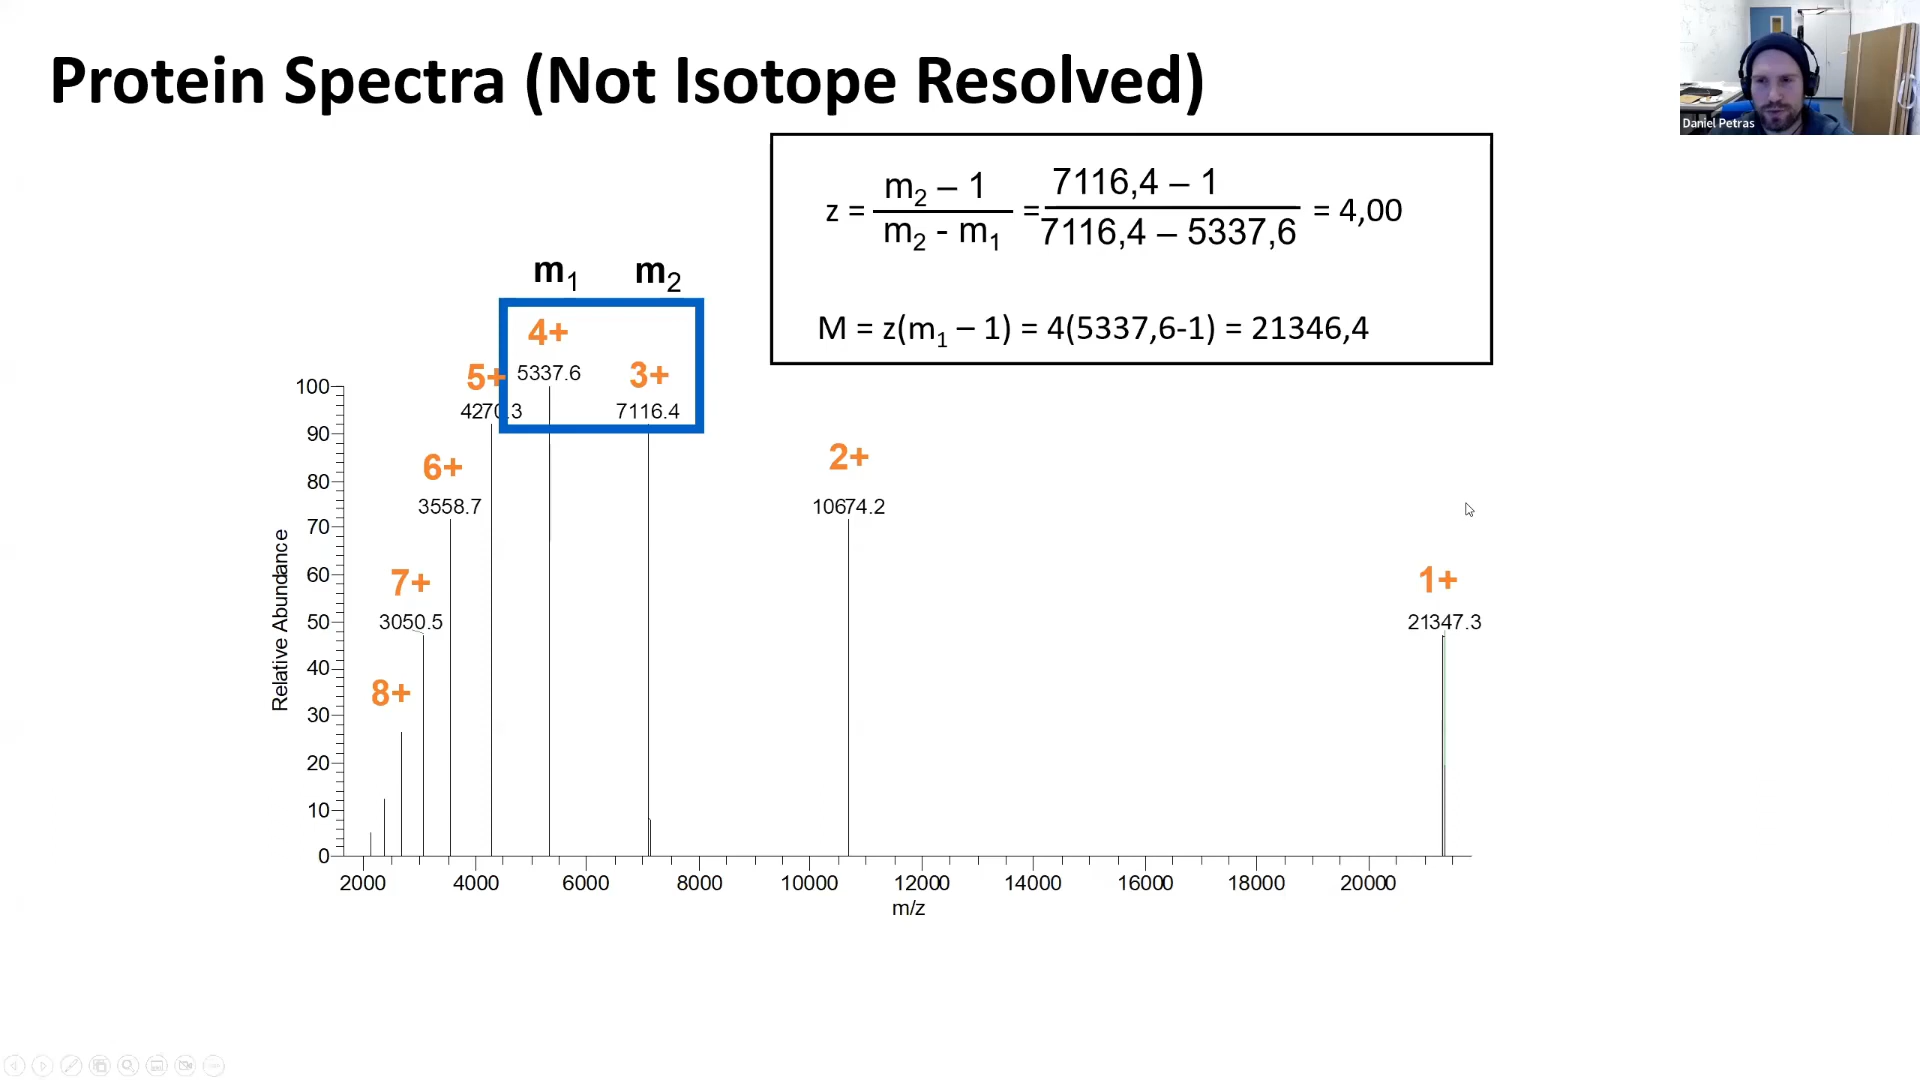 Protein Spectra (Not Isotope Resolved)
Daniel Petras
z = m₂ – 1 / m₂ - m₁ = 7116,4 – 1 / 7116,4 – 5337,6 = 4,00
M = z(m₁ – 1) = 4(5337,6-1) = 21346,4
m₁ m₂
4+
5+ 5337.6 3+
4270.3 7116.4
6+ 2+
3558.7 10674.2
7+ 1+
3050.5 21347.3
8+
Relative Abundance
100
90
80
70
60
50
40
30
20
10
0
2000 4000 6000 8000 10000 12000 14000 16000 18000 20000
m/z